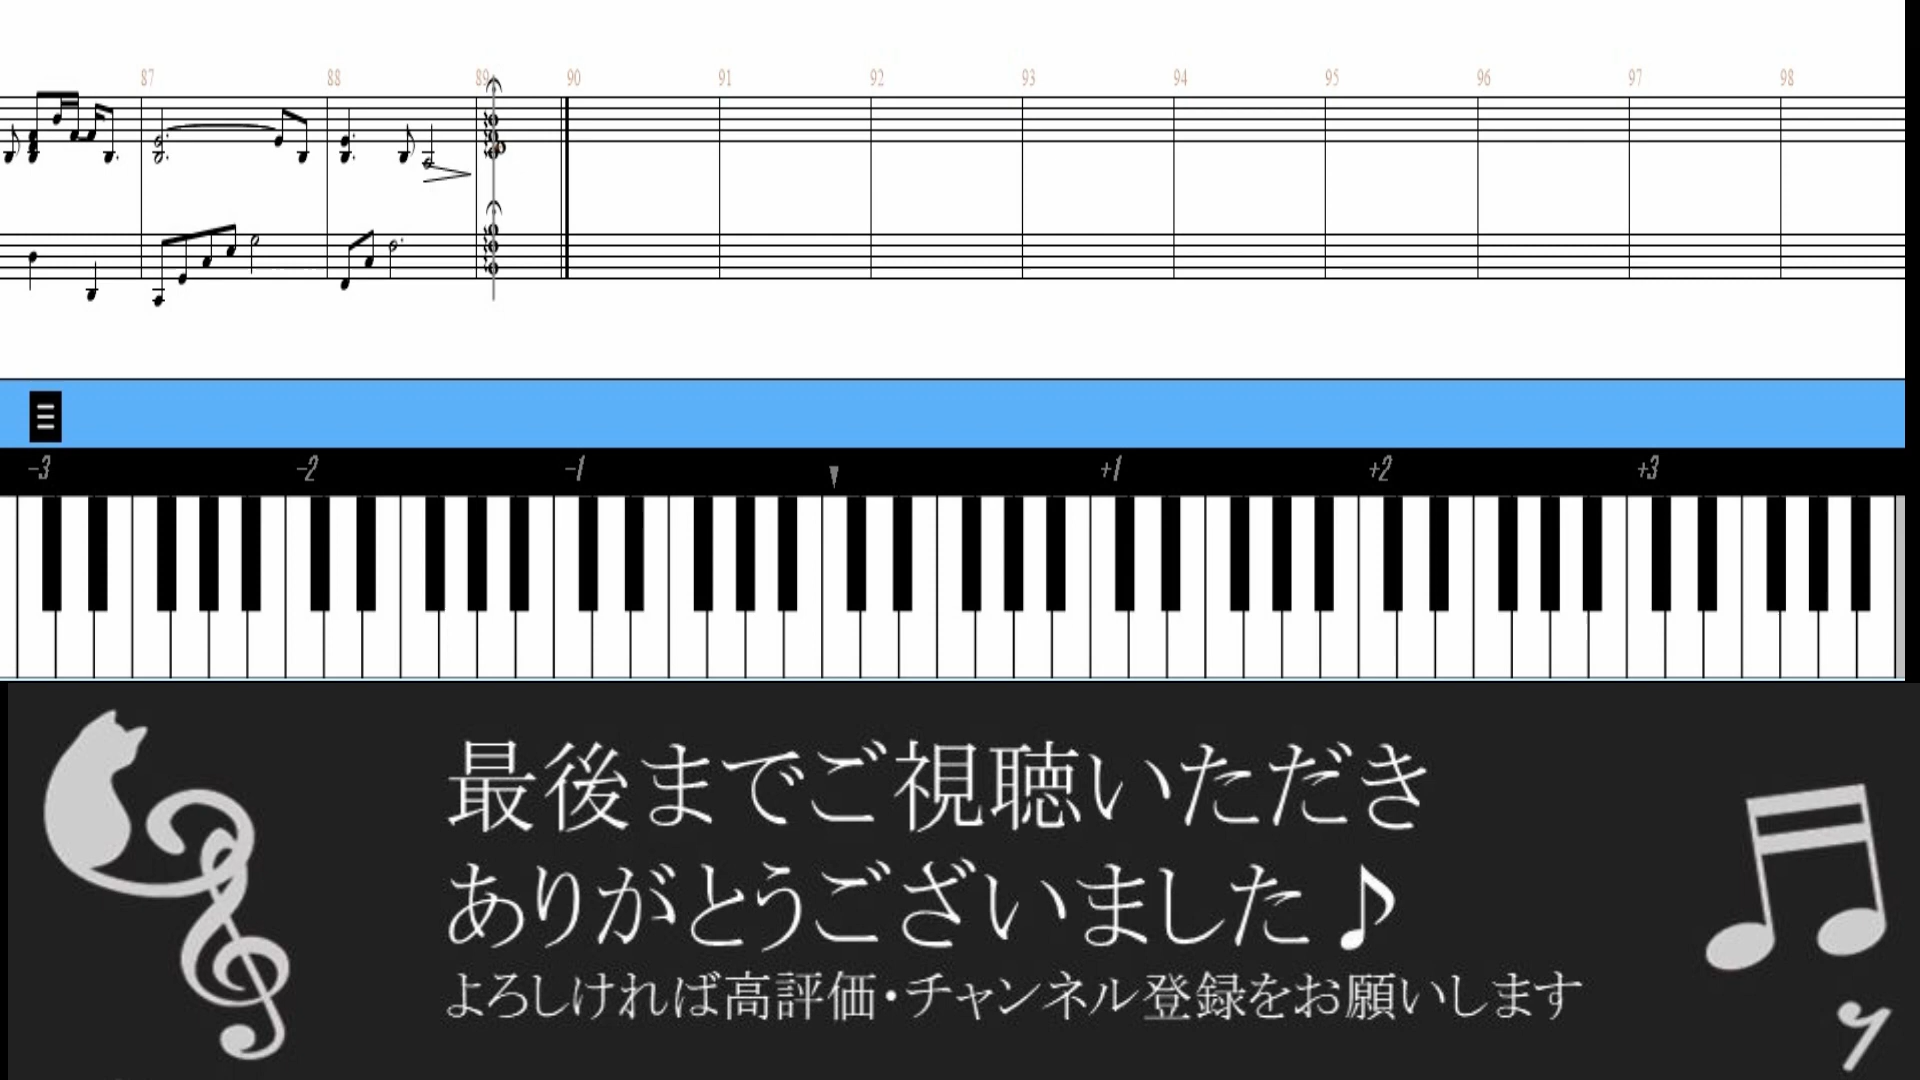 87 88 89 90 91 92 93 94 95 96 97 98
-3 -2 -1 +1 +2 +3
最後までご視聴いただき
ありがとうございました♪
よろしければ高評価・チャンネル登録をお願いします